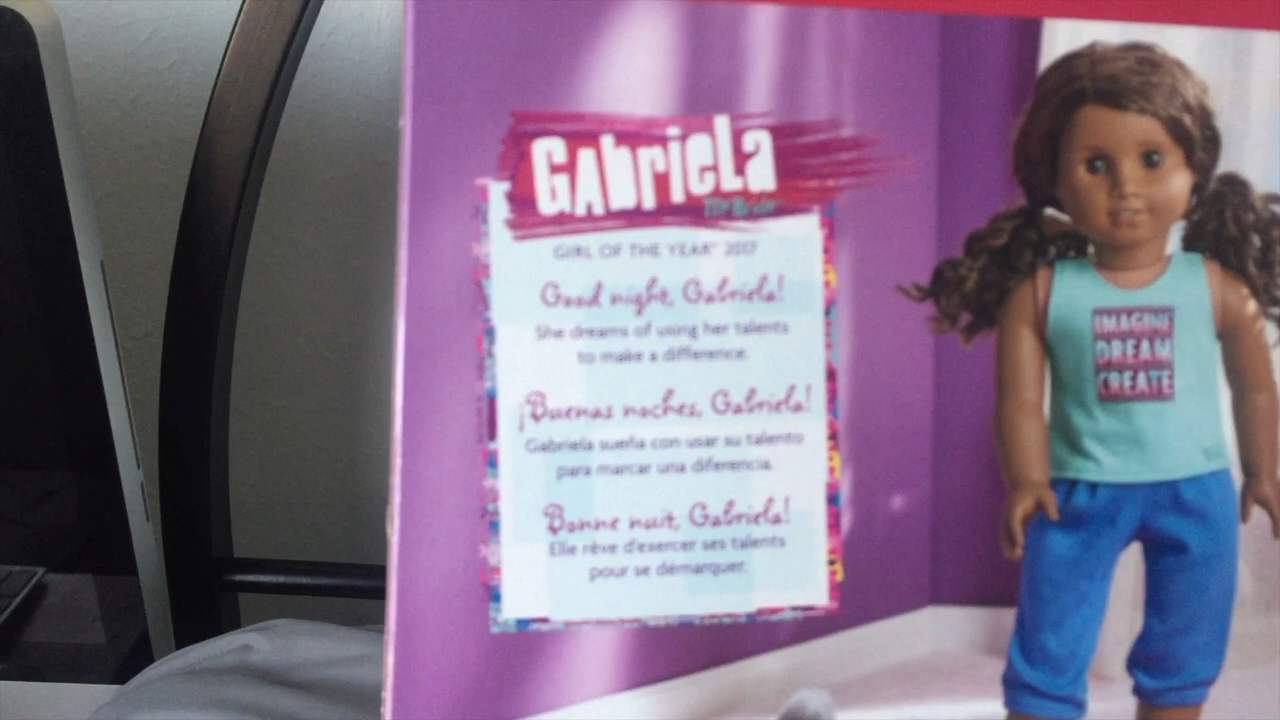 Gabriela
McBride
GIRL OF THE YEAR® 2017
Good night, Gabriela!
She dreams of using her talents
to make a difference.
¡Buenas noches, Gabriela!
Gabriela sueña con usar su talento
para marcar una diferencia.
Bonne nuit, Gabriela!
Elle rêve d'exercer ses talents
pour se démarquer.
IMAGINE
DREAM
CREATE